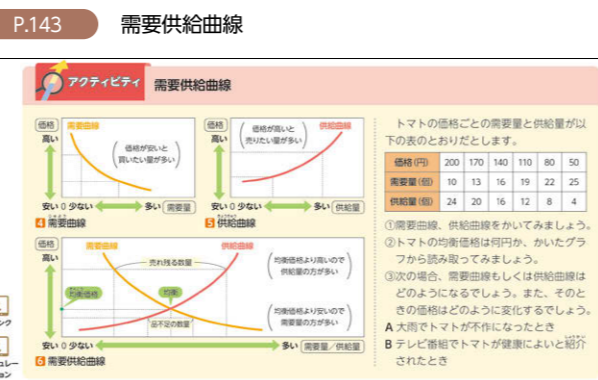 P.143 需要供給曲線
アクティビティ 需要供給曲線
価格
高い
需要曲線
価格が安いと
買いたい量が多い
安い 0 少ない 多い 需要量
4 需要曲線
価格
高い
供給曲線
価格が高いと
売りたい量が多い
安い 0 少ない 多い 供給量
5 供給曲線
価格
高い
需要曲線
供給曲線
売れ残る数量
均衡価格
均衡
品不足の数量
均衡価格より高いので
供給量の方が多い
均衡価格より安いので
需要量の方が多い
安い 0 少ない 多い 需要量/供給量
6 需要供給曲線
トマトの価格ごとの需要量と供給量が以
下の表のとおりだとします。
価格(円) 200 170 140 110 80 50
需要量(個) 10 13 16 19 22 25
供給量(個) 24 20 16 12 8 4
①需要曲線、供給曲線をかいてみましょう。
②トマトの均衡価格は何円か、かいたグラ
フから読み取ってみましょう。
③次の場合、需要曲線もしくは供給曲線は
どのようになるでしょう。また、そのと
きの価格はどのように変化するでしょう。
A 大雨でトマトが不作になったとき
B テレビ番組でトマトが健康によいと紹介
されたとき
ンク
ュレー
ョン